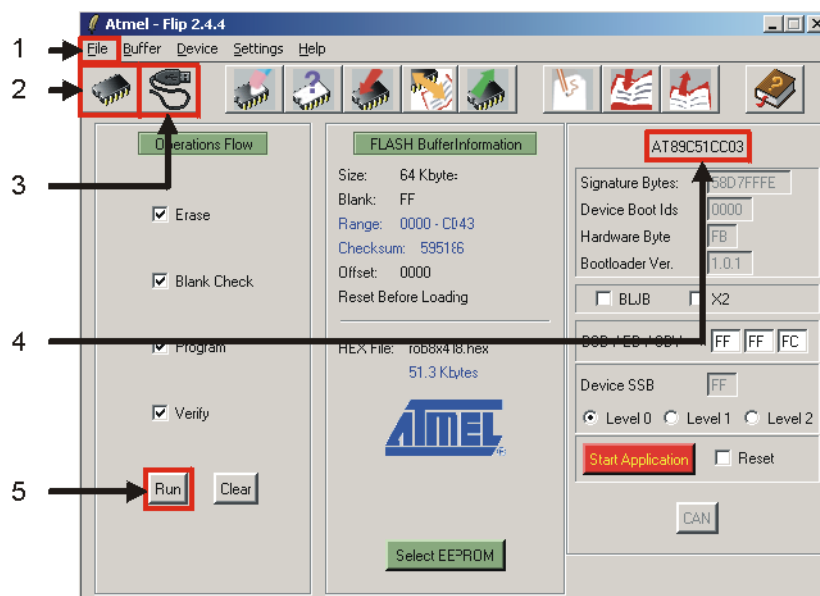 Atmel - Flip 2.4.4
1
File Buffer Device Settings Help
2
3
4
5
Operations Flow
Erase
Blank Check
Program
Verify
Run Clear
FLASH BufferInformation
Size: 64 Kbytes
Blank: FF
Range: 0000 - CD43
Checksum: 595186
Offset: 0000
Reset Before Loading
HEX File: rob8x418.hex
51.3 Kbytes
ATMEL
Select EEPROM
AT89C51CC03
Signature Bytes: 58D7FFFE
Device Boot Ids 0000
Hardware Byte FB
Bootloader Ver. 1.0.1
BLJB X2
FF FF FC
Device SSB FF
Level 0 Level 1 Level 2
Start Application Reset
CAN